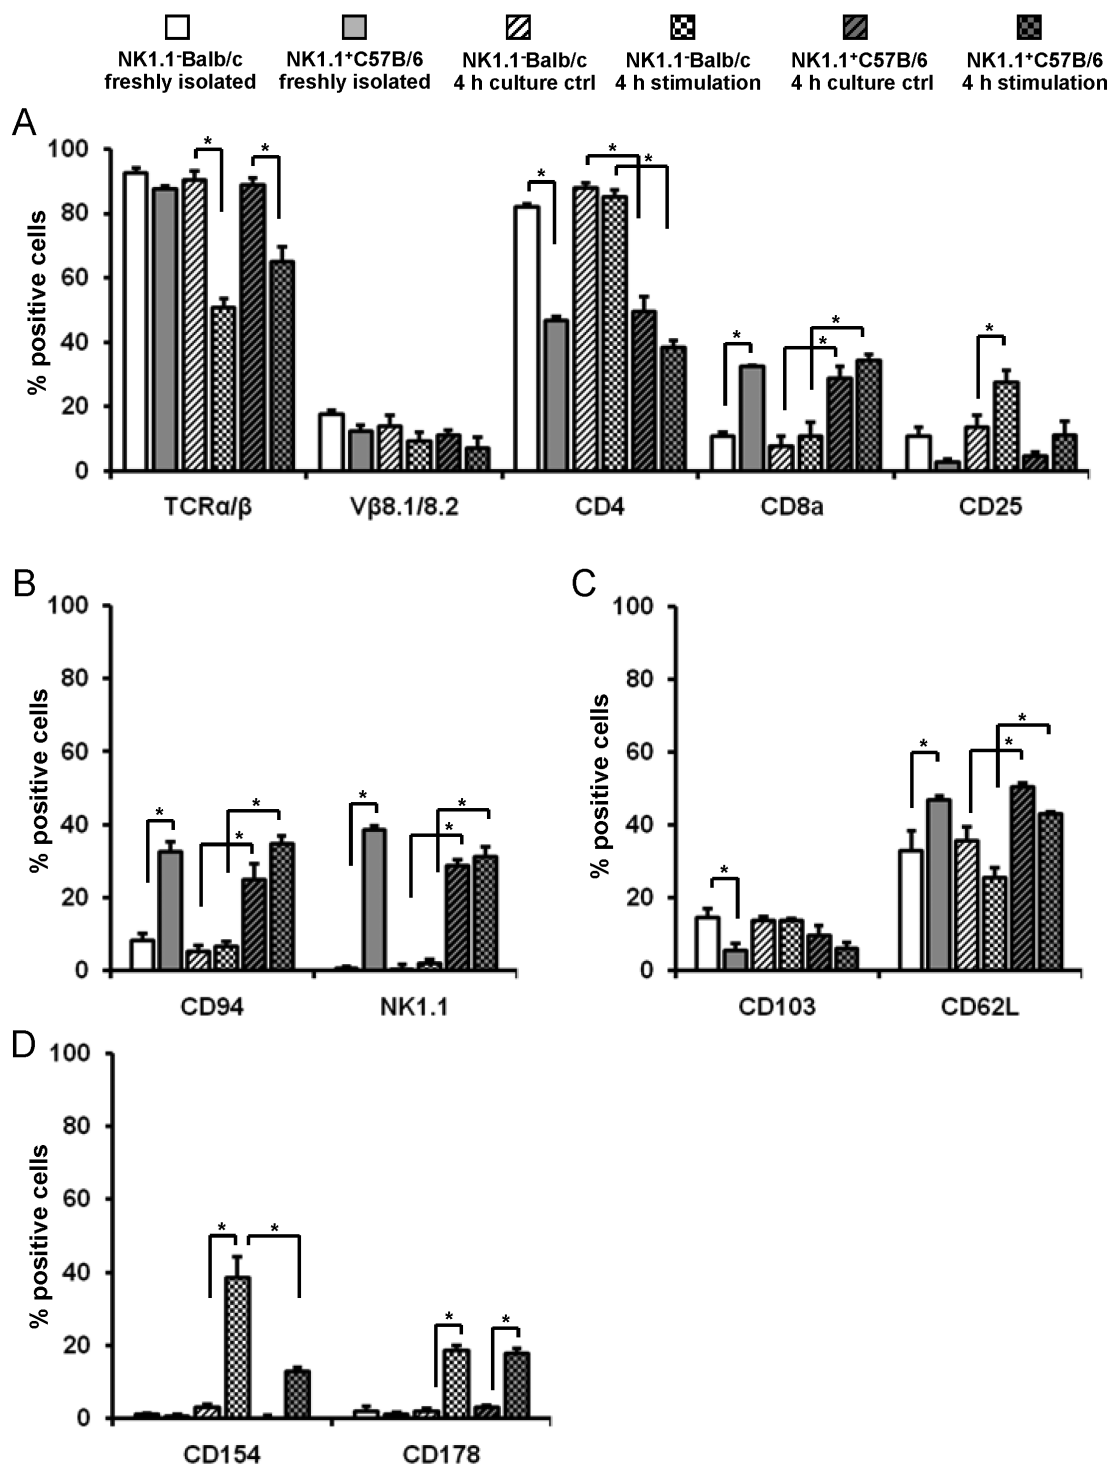 NK1.1-Balb/c freshly isolated
NK1.1+C57B/6 freshly isolated
NK1.1-Balb/c 4 h culture ctrl
NK1.1-Balb/c 4 h stimulation
NK1.1+C57B/6 4 h culture ctrl
NK1.1+C57B/6 4 h stimulation
A
% positive cells
100
80
60
40
20
0
* * * * * * * * *
TCRα/β Vβ8.1/8.2 CD4 CD8a CD25
B
% positive cells
100
80
60
40
20
0
* * * * * *
CD94 NK1.1
C
% positive cells
100
80
60
40
20
0
* * * *
CD103 CD62L
D
% positive cells
100
80
60
40
20
0
* * * *
CD154 CD178